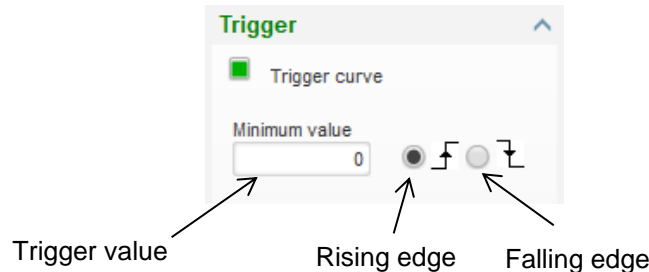 Trigger
Trigger curve
Minimum value
0
Trigger value
Rising edge
Falling edge